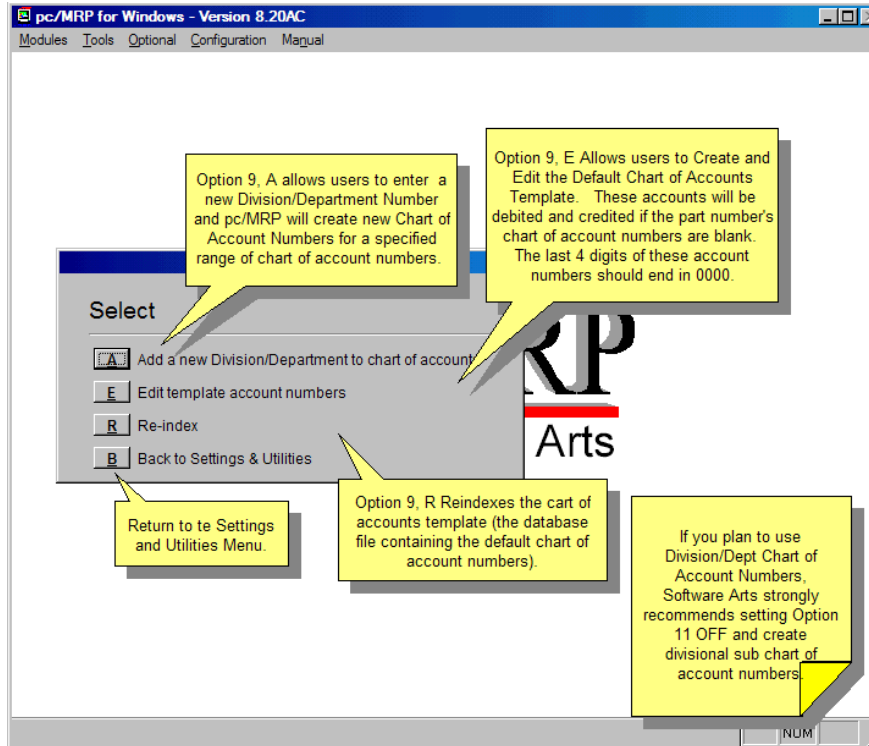 pc/MRP for Windows - Version 8.20AC
Modules Tools Optional Configuration Manual
Option 9, A allows users to enter a
new Division/Department Number
and pc/MRP will create new Chart of
Account Numbers for a specified
range of chart of account numbers.
Option 9, E Allows users to Create and
Edit the Default Chart of Accounts
Template. These accounts will be
debited and credited if the part number's
chart of account numbers are blank.
The last 4 digits of these account
numbers should end in 0000.
Select
A Add a new Division/Department to chart of account
E Edit template account numbers
R Re-index
B Back to Settings & Utilities
RP
Arts
Return to te Settings
and Utilities Menu.
Option 9, R Reindexes the cart of
accounts template (the database
file containing the default chart of
account numbers).
If you plan to use
Division/Dept Chart of
Account Numbers,
Software Arts strongly
recommends setting Option
11 OFF and create
divisional sub chart of
account numbers.
NUM